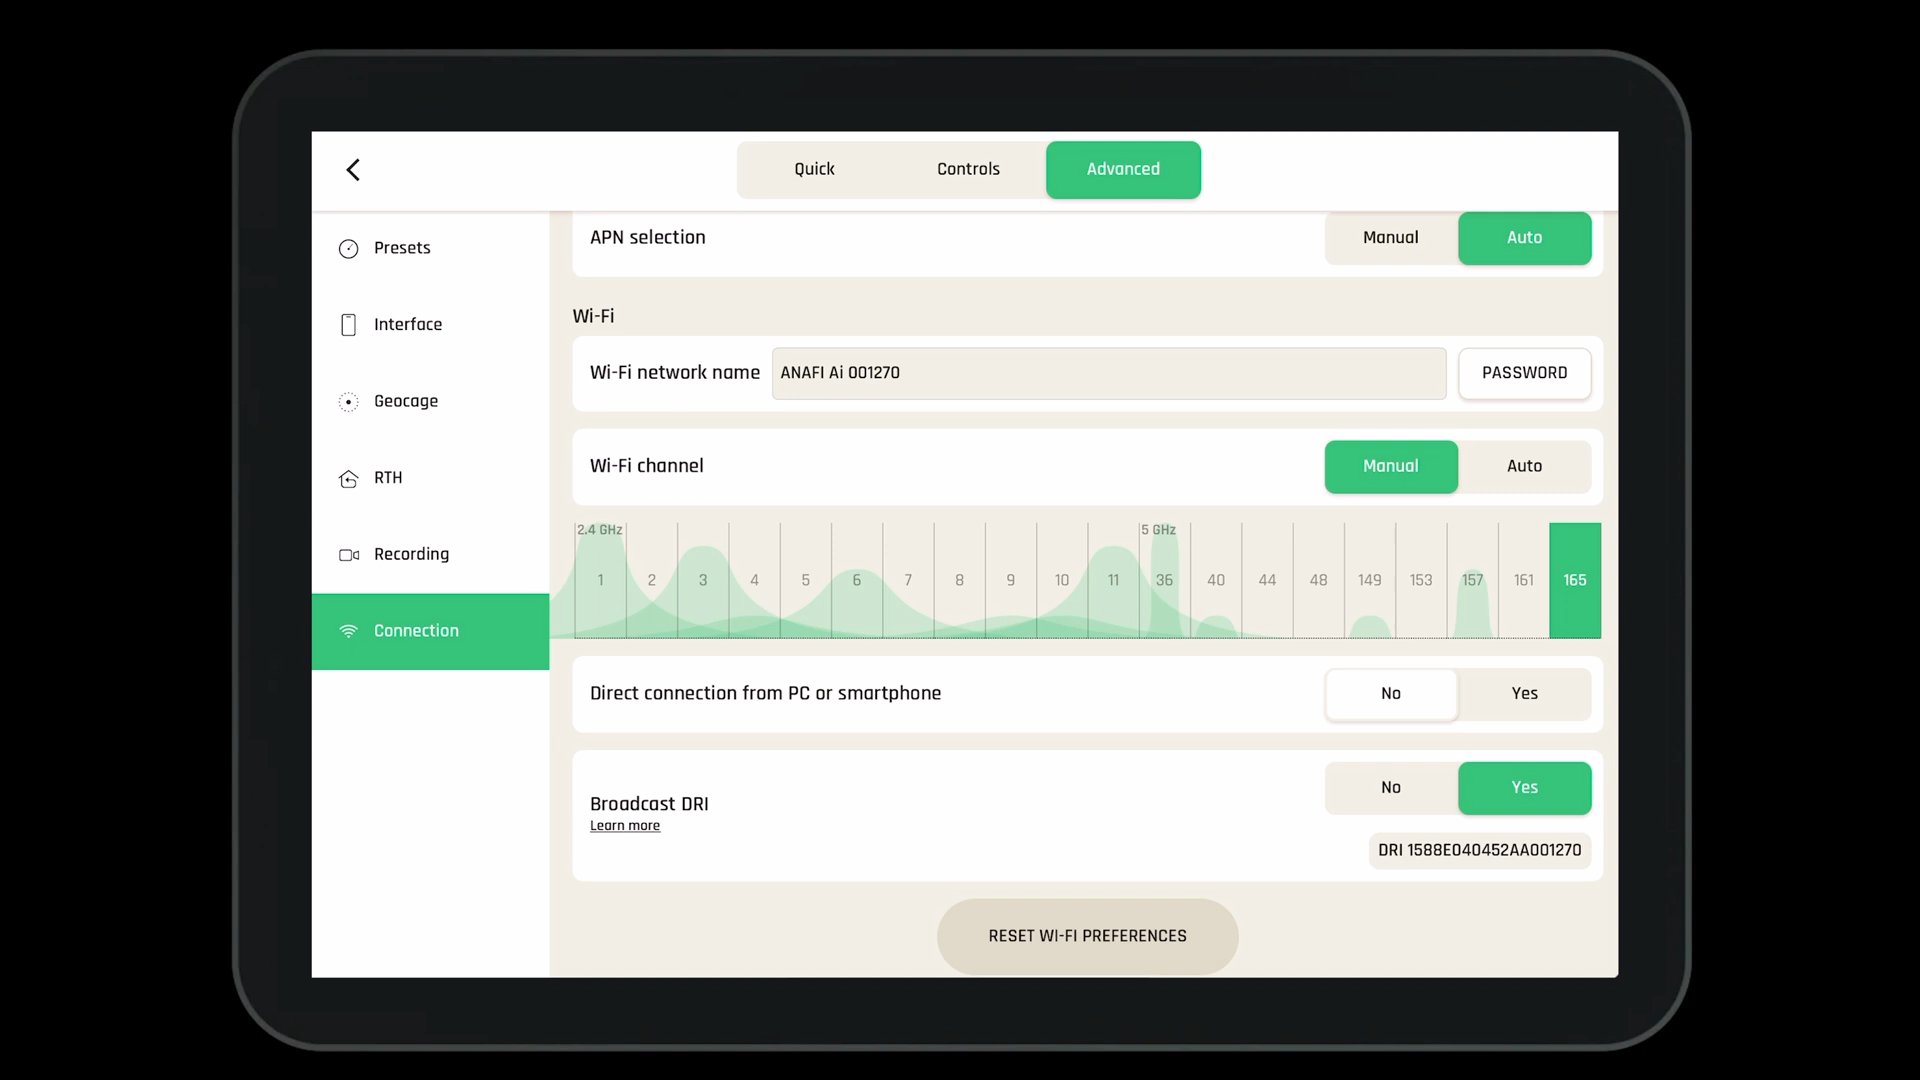 Quick Controls Advanced
Presets
Interface
Geocage
RTH
Recording
Connection
APN selection Manual Auto
Wi-Fi
Wi-Fi network name ANAFI Ai 001270 PASSWORD
Wi-Fi channel Manual Auto
2.4 GHz 5 GHz
1 2 3 4 5 6 7 8 9 10 11 36 40 44 48 149 153 157 161 165
Direct connection from PC or smartphone No Yes
Broadcast DRI No Yes
Learn more
DRI 1588E040452AA001270
RESET WI-FI PREFERENCES